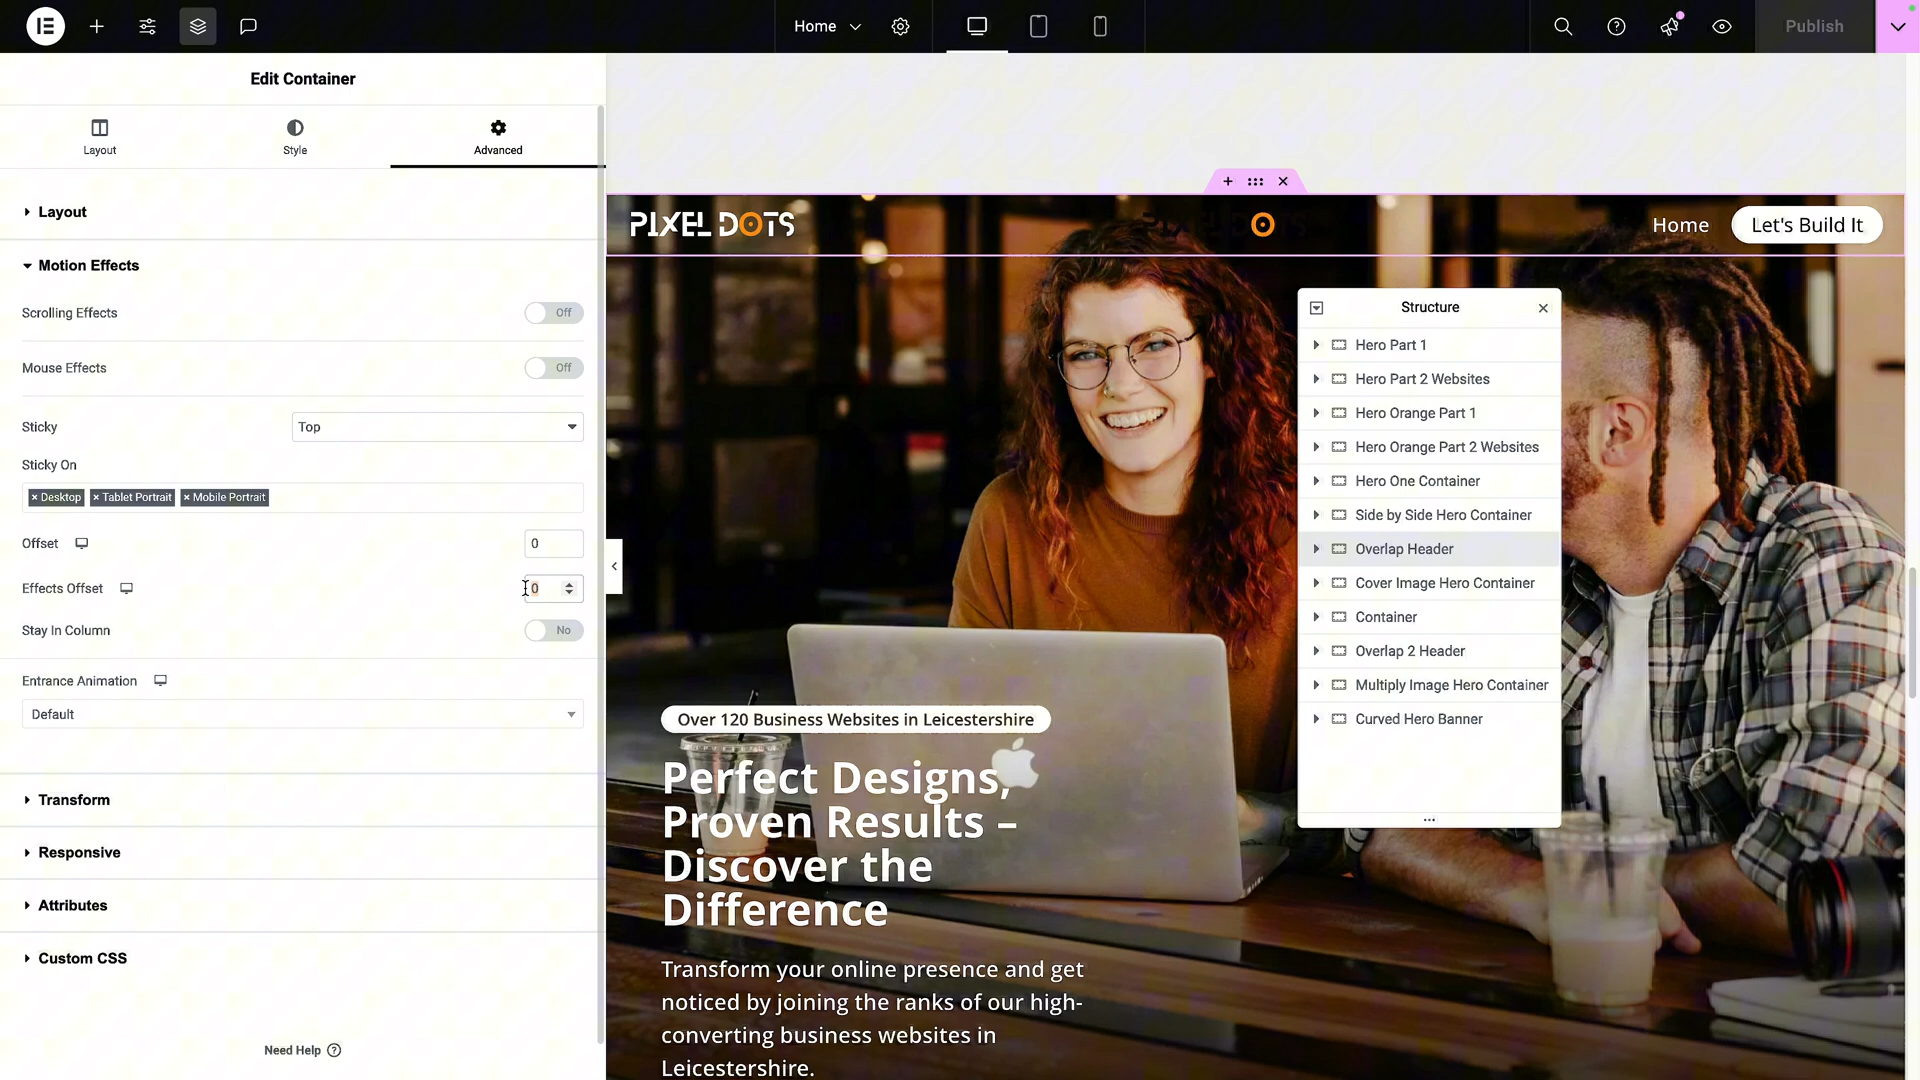 Home
Publish
Edit Container
Layout
Style
Advanced
Layout
Motion Effects
Scrolling Effects
Off
Mouse Effects
Off
Sticky
Top
Sticky On
× Desktop × Tablet Portrait × Mobile Portrait
Offset
0
Effects Offset
0
Stay In Column
No
Entrance Animation
Default
Transform
Responsive
Attributes
Custom CSS
Need Help
PIXEL DOTS
PIXEL DOTS
Home
Let's Build It
Over 120 Business Websites in Leicestershire
Perfect Designs,
Proven Results –
Discover the
Difference
Transform your online presence and get
noticed by joining the ranks of our high-
converting business websites in
Leicestershire.
Structure
Hero Part 1
Hero Part 2 Websites
Hero Orange Part 1
Hero Orange Part 2 Websites
Hero One Container
Side by Side Hero Container
Overlap Header
Cover Image Hero Container
Container
Overlap 2 Header
Multiply Image Hero Container
Curved Hero Banner